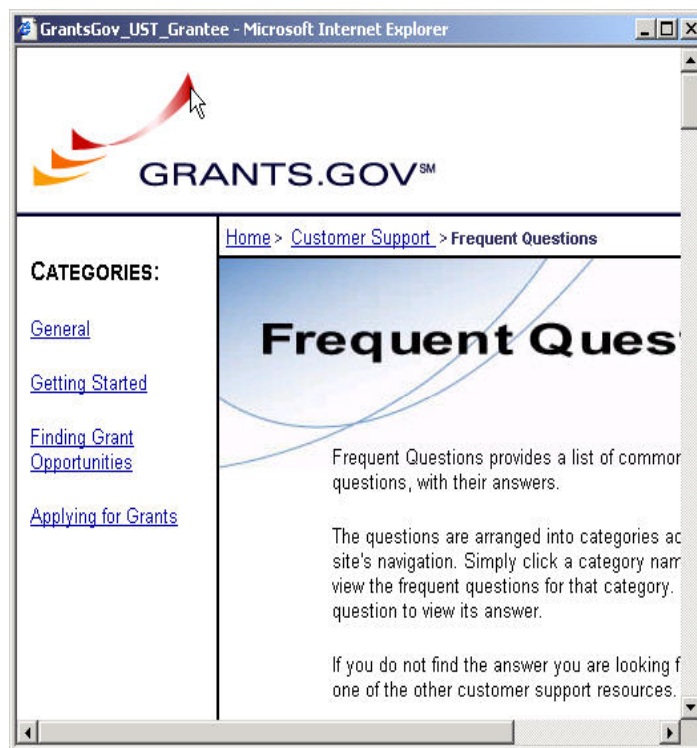 GrantsGov_UST_Grantee - Microsoft Internet Explorer
GRANTS.GOV℠
Home > Customer Support > Frequent Questions
CATEGORIES:
General
Getting Started
Finding Grant
Opportunities
Applying for Grants
Frequent Ques
Frequent Questions provides a list of common
questions, with their answers.
The questions are arranged into categories ac
site's navigation. Simply click a category nam
view the frequent questions for that category.
question to view its answer.
If you do not find the answer you are looking f
one of the other customer support resources.